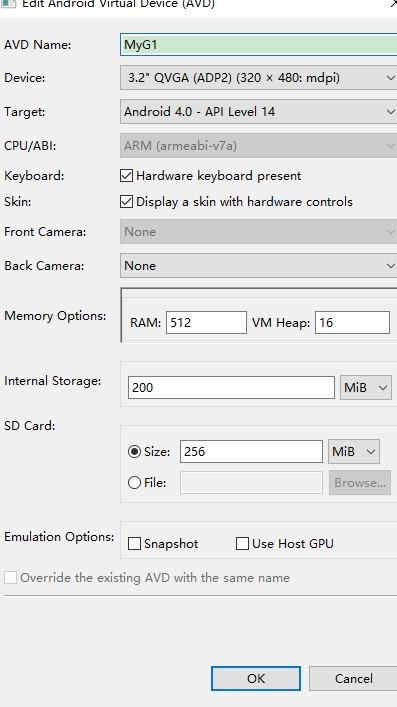 Edit Android Virtual Device (AVD)
AVD Name: MyG1
Device: 3.2" QVGA (ADP2) (320 × 480: mdpi)
Target: Android 4.0 - API Level 14
CPU/ABI: ARM (armeabi-v7a)
Keyboard: Hardware keyboard present
Skin: Display a skin with hardware controls
Front Camera: None
Back Camera: None
Memory Options: RAM: 512 VM Heap: 16
Internal Storage: 200 MiB
SD Card:
Size: 256 MiB
File: Browse...
Emulation Options: Snapshot Use Host GPU
Override the existing AVD with the same name
OK Cancel